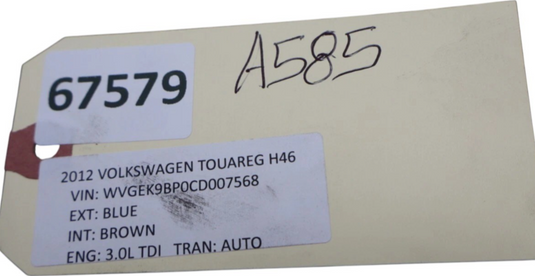 A585
67579
2012 VOLKSWAGEN TOUAREG H46
VIN: WVGEK9BP0CD007568
EXT: BLUE
INT: BROWN
ENG: 3.0L TDI TRAN: AUTO